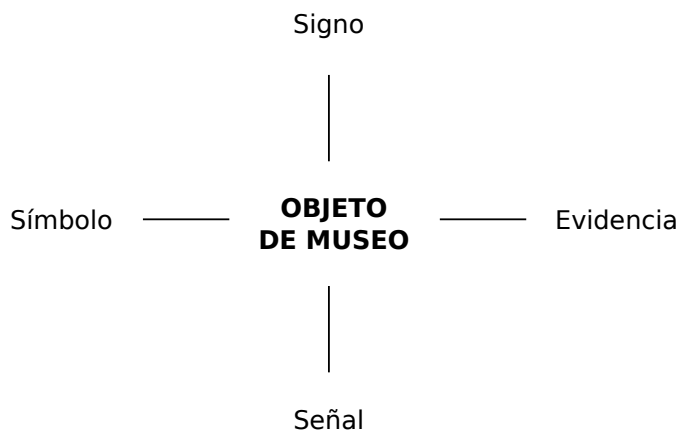 Signo
Símbolo
OBJETO
DE MUSEO
Evidencia
Señal